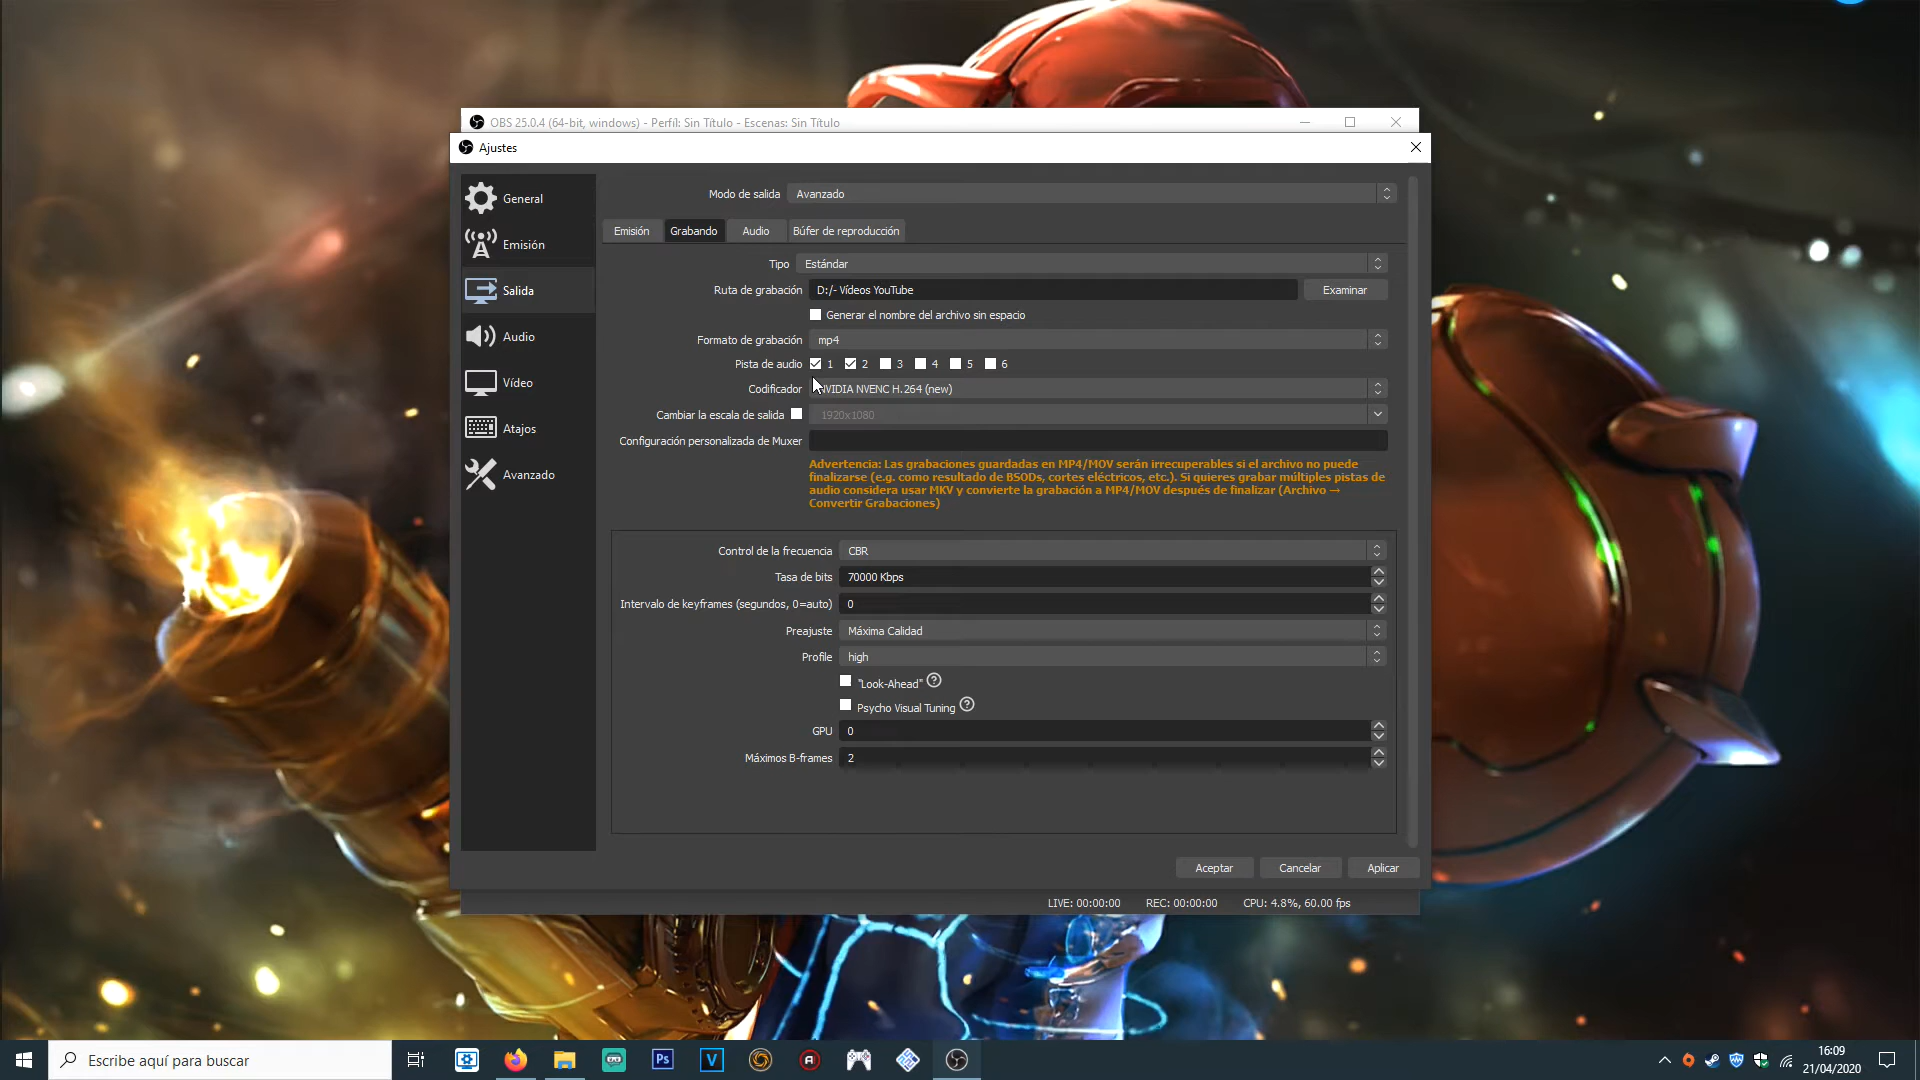 OBS 25.0.4 (64-bit, windows) - Perfil: Sin Título - Escenas: Sin Título
Ajustes
General
Emisión
Salida
Audio
Vídeo
Atajos
Avanzado
Modo de salida Avanzado
Emisión Grabando Audio Búfer de reproducción
Tipo Estándar
Ruta de grabación D:/- Vídeos YouTube Examinar
Generar el nombre del archivo sin espacio
Formato de grabación mp4
Pista de audio 1 2 3 4 5 6
Codificador NVIDIA NVENC H.264 (new)
Cambiar la escala de salida 1920x1080
Configuración personalizada de Muxer
Advertencia: Las grabaciones guardadas en MP4/MOV serán irrecuperables si el archivo no puede
finalizarse (e.g. como resultado de BSODs, cortes eléctricos, etc.). Si quieres grabar múltiples pistas de
audio considera usar MKV y convierte la grabación a MP4/MOV después de finalizar (Archivo →
Convertir Grabaciones)
Control de la frecuencia CBR
Tasa de bits 70000 Kbps
Intervalo de keyframes (segundos, 0=auto) 0
Preajuste Máxima Calidad
Profile high
"Look-Ahead" ?
Psycho Visual Tuning ?
GPU 0
Máximos B-frames 2
Aceptar Cancelar Aplicar
LIVE: 00:00:00 REC: 00:00:00 CPU: 4.8%, 60.00 fps
Escribe aquí para buscar
Ps
V
16:09
21/04/2020